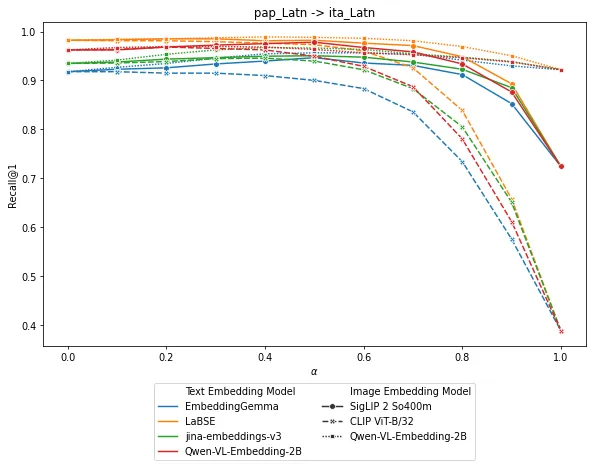 pap_Latn -> ita_Latn
Recall@1
1.0
0.9
0.8
0.7
0.6
0.5
0.4
0.0 0.2 0.4 0.6 0.8 1.0
α
Text Embedding Model Image Embedding Model
EmbeddingGemma SigLIP 2 So400m
LaBSE CLIP ViT-B/32
jina-embeddings-v3 Qwen-VL-Embedding-2B
Qwen-VL-Embedding-2B